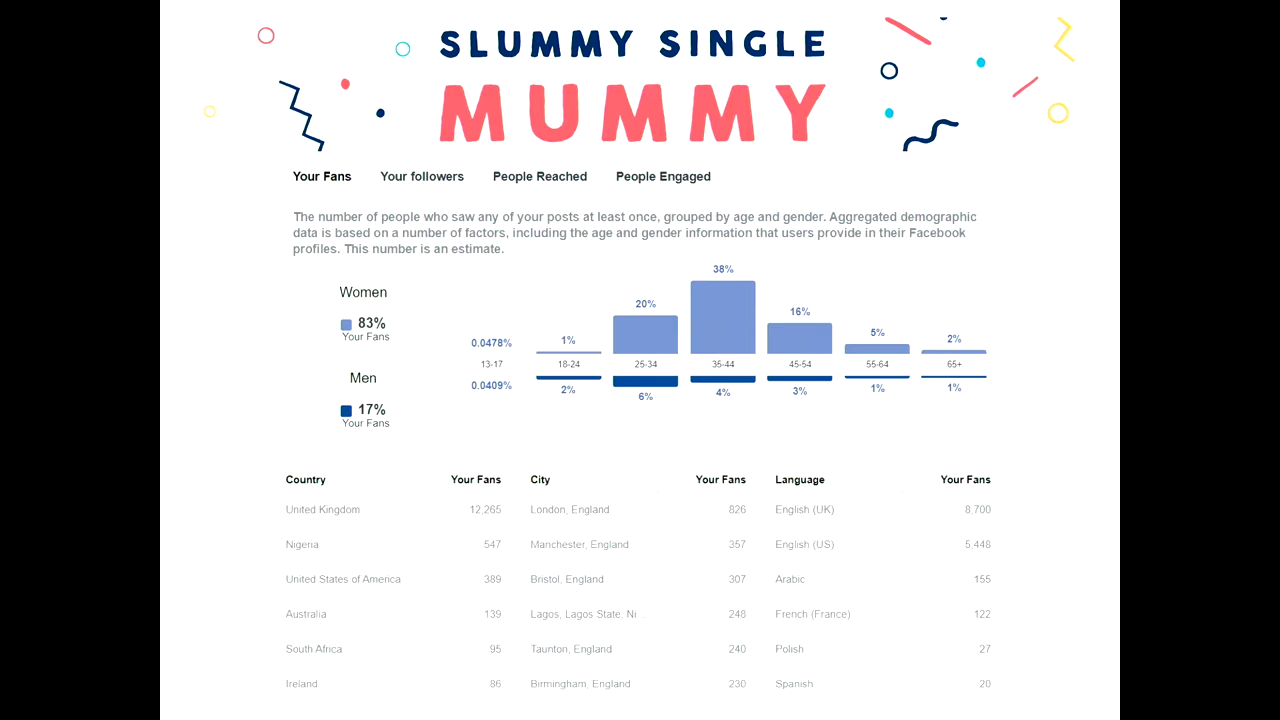 SLUMMY SINGLE
MUMMY
Your Fans Your followers People Reached People Engaged
The number of people who saw any of your posts at least once, grouped by age and gender. Aggregated demographic
data is based on a number of factors, including the age and gender information that users provide in their Facebook
profiles. This number is an estimate.
Women
83%
Your Fans
Men
17%
Your Fans
0.0478% 1% 20% 38% 16% 5% 2%
13-17 18-24 25-34 35-44 45-54 55-64 65+
0.0409% 2% 6% 4% 3% 1% 1%
Country Your Fans City Your Fans Language Your Fans
United Kingdom 12,265 London, England 826 English (UK) 8,700
Nigeria 547 Manchester, England 357 English (US) 5,448
United States of America 389 Bristol, England 307 Arabic 155
Australia 139 Lagos, Lagos State, Ni... 248 French (France) 122
South Africa 95 Taunton, England 240 Polish 27
Ireland 86 Birmingham, England 230 Spanish 20